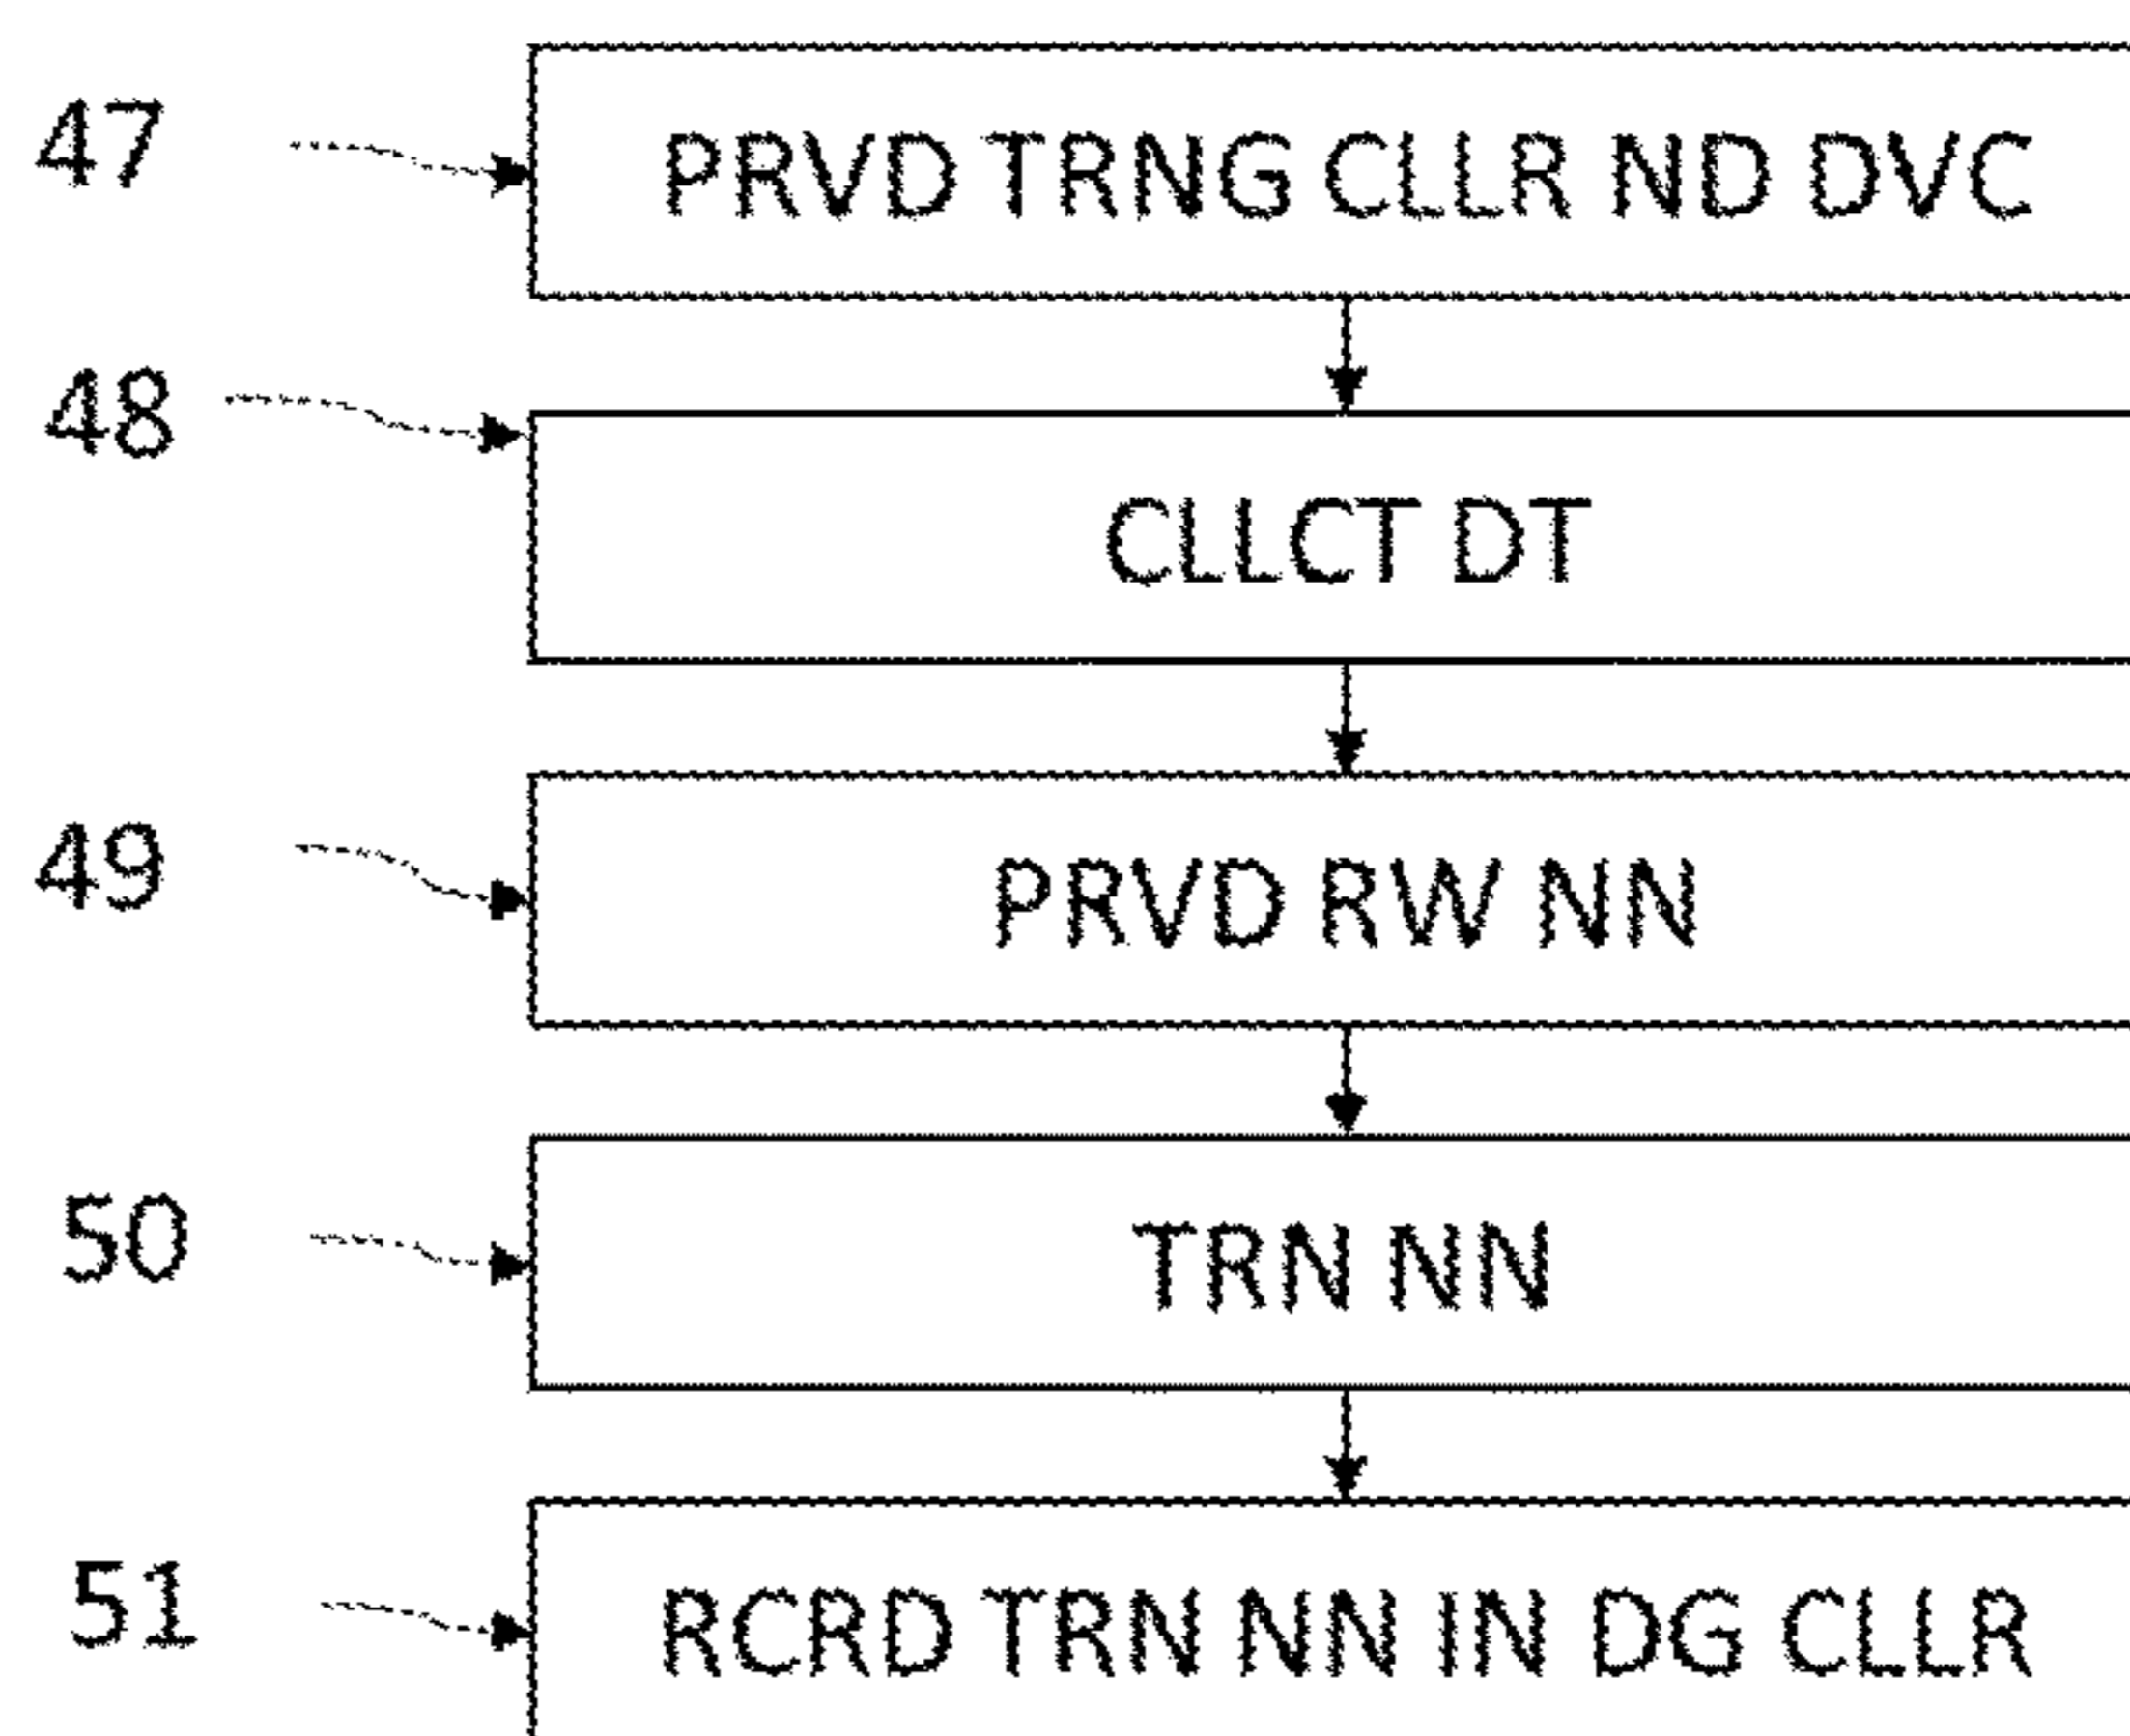 47 PRVD TRNG CLLR ND DVC
48 CLLCT DT
49 PRVD RW NN
50 TRN NN
51 RCRD TRN NN IN DG CLLR